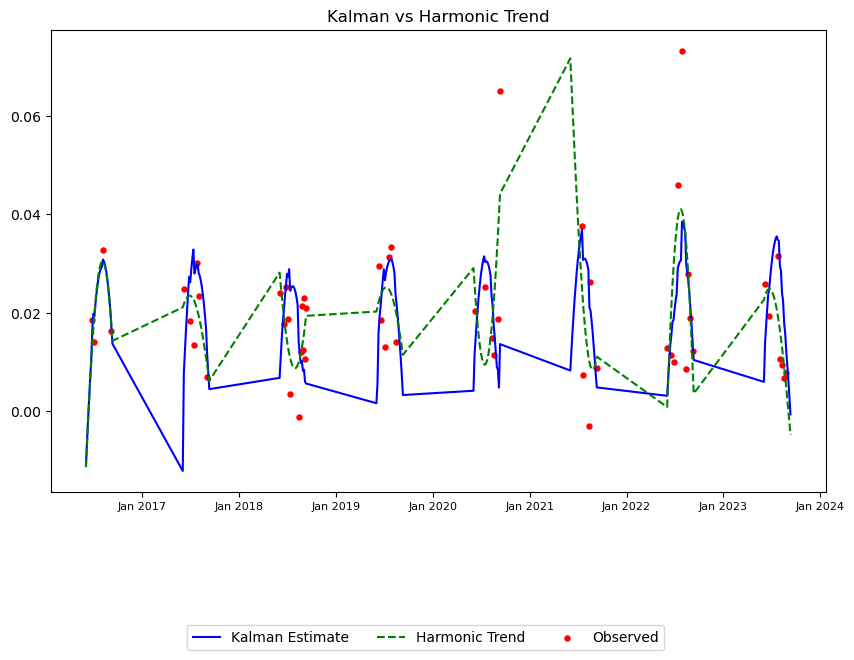 Kalman vs Harmonic Trend
0.06
0.04
0.02
0.00
Jan 2017 Jan 2018 Jan 2019 Jan 2020 Jan 2021 Jan 2022 Jan 2023 Jan 2024
Kalman Estimate Harmonic Trend Observed